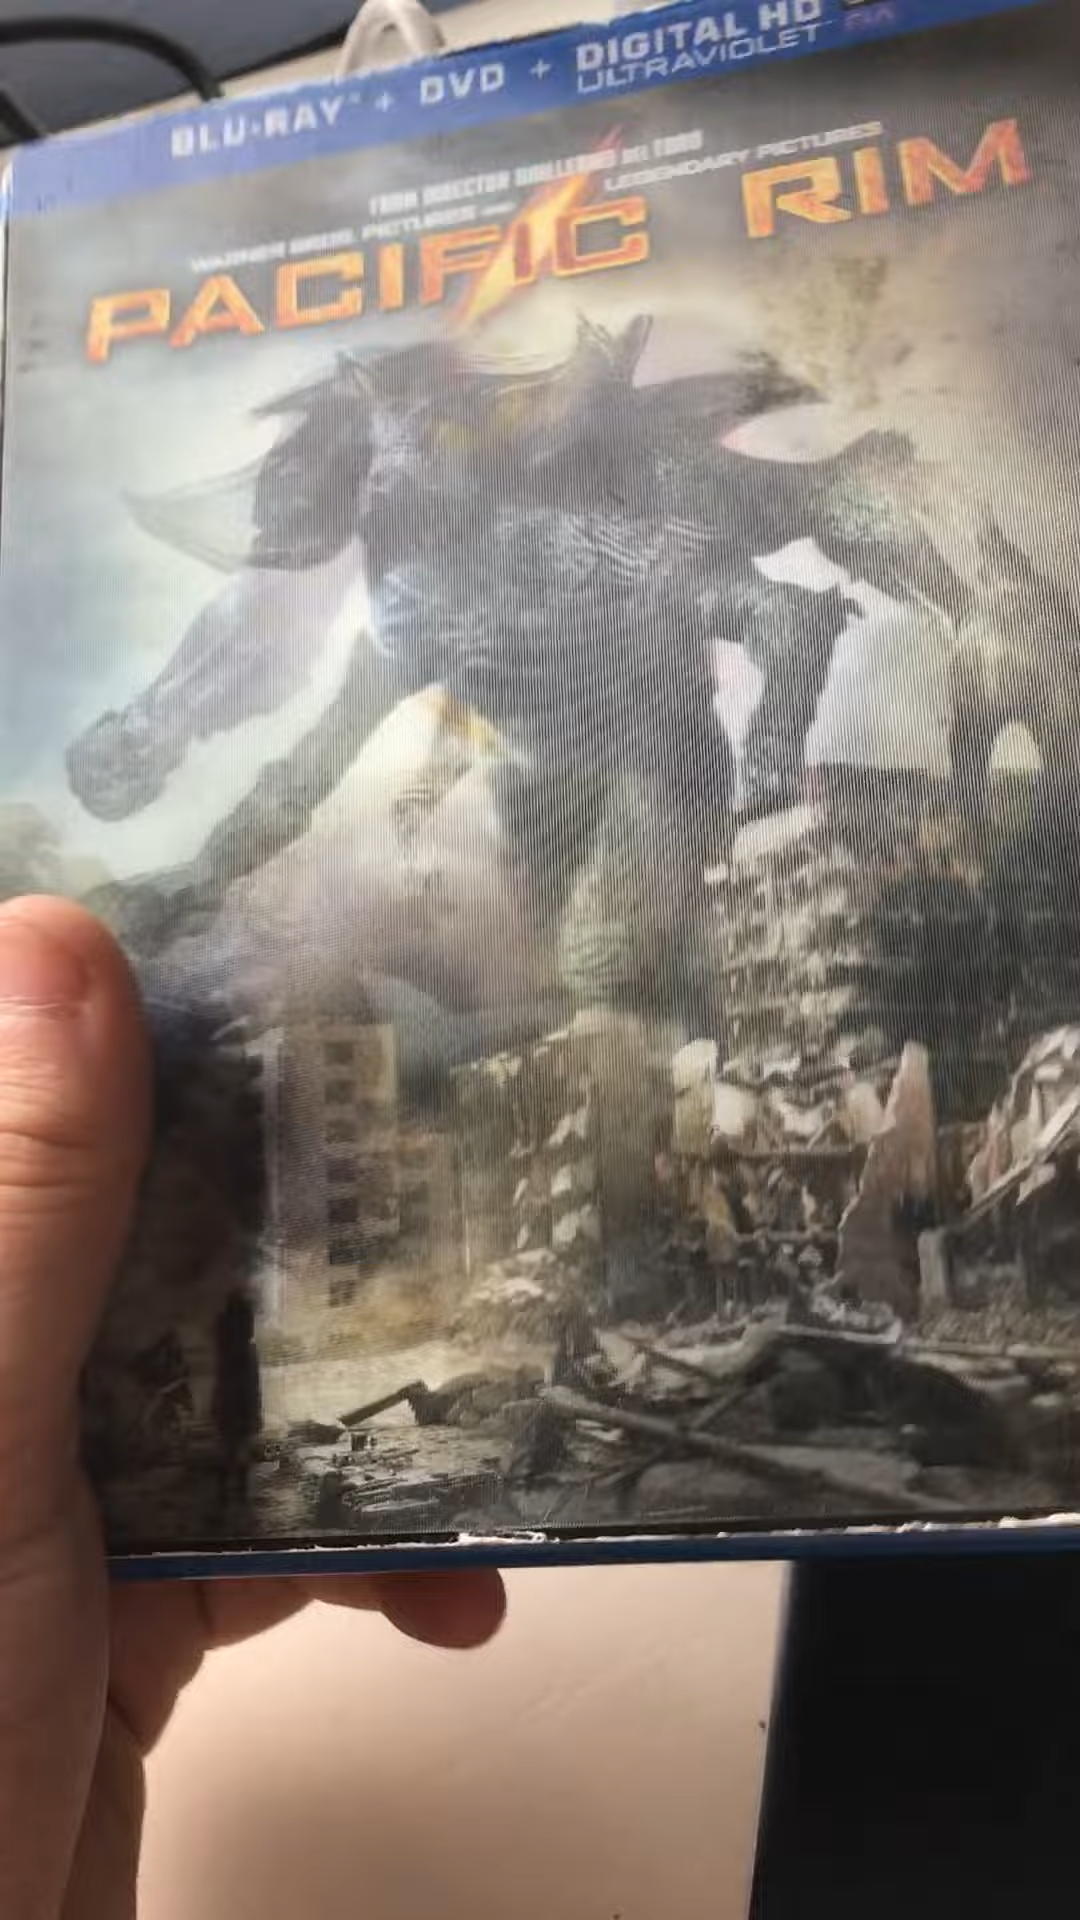 BLU-RAY + DVD + DIGITAL HD
ULTRAVIOLET
FROM DIRECTOR GUILLERMO DEL TORO
WARNER BROS. PICTURES AND LEGENDARY PICTURES
PACIFIC RIM